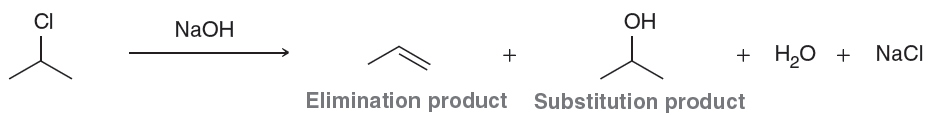 Cl
NaOH
OH
+
+ H₂O + NaCl
Elimination product Substitution product